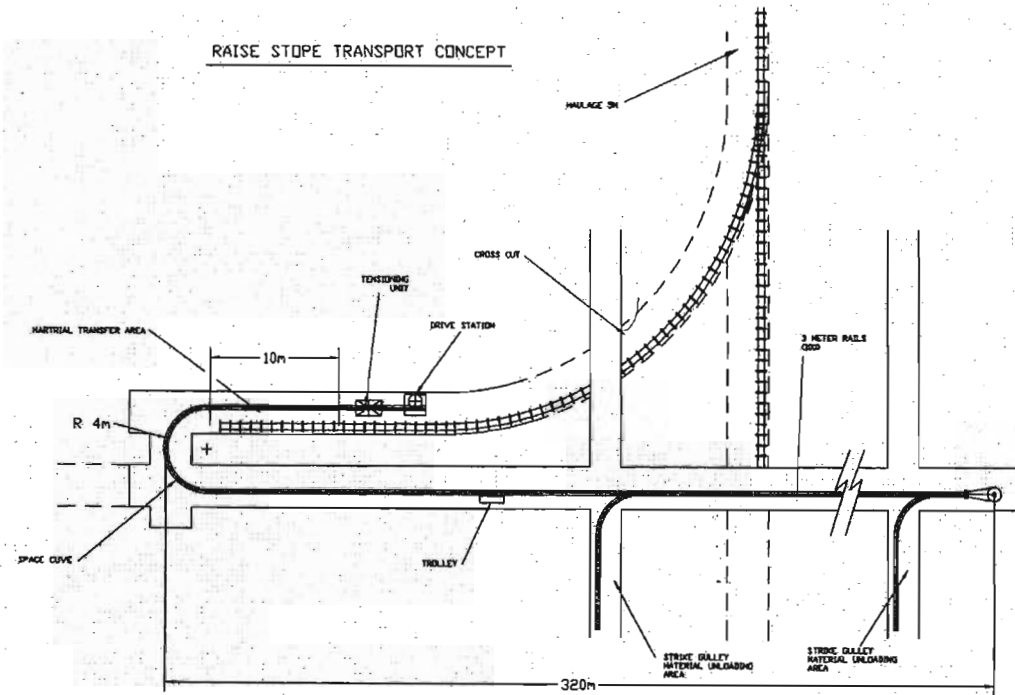 RAISE STOPE TRANSPORT CONCEPT
HAULAGE
CROSS CUT
TENSIONING
UNIT
DRIVE STATION
MARTRIAL TRANSFER AREA
10m
3 METER RAILS
R 4m
SPACE CUVE
TROLLEY
STRIKE GULLEY
MATERIAL UNLOADING
AREA
STRIKE GULLEY
MATERIAL UNLOADING
AREA
320m